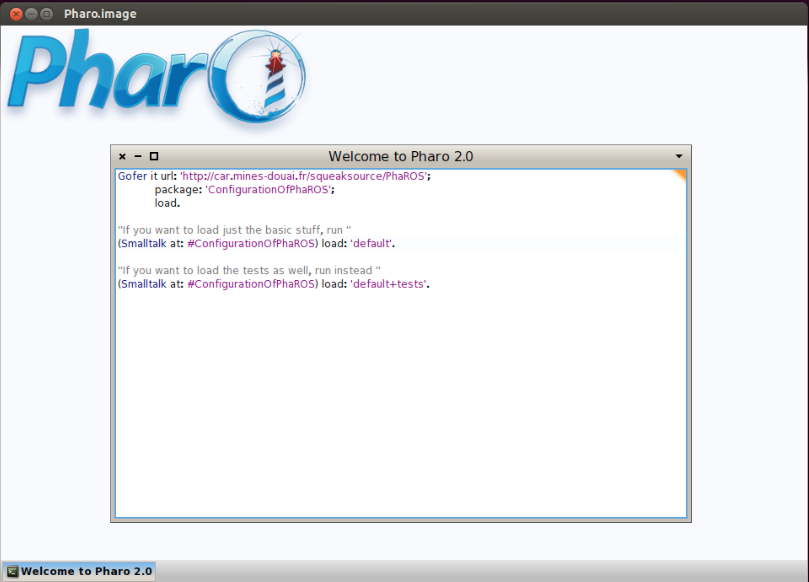 Pharo.image
Pharo
Welcome to Pharo 2.0
Gofer it url: 'http://car.mines-douai.fr/squeaksource/PhaROS';
package: 'ConfigurationOfPhaROS';
load.
"If you want to load just the basic stuff, run "
(Smalltalk at: #ConfigurationOfPhaROS) load: 'default'.
"If you want to load the tests as well, run instead "
(Smalltalk at: #ConfigurationOfPhaROS) load: 'default+tests'.
Welcome to Pharo 2.0